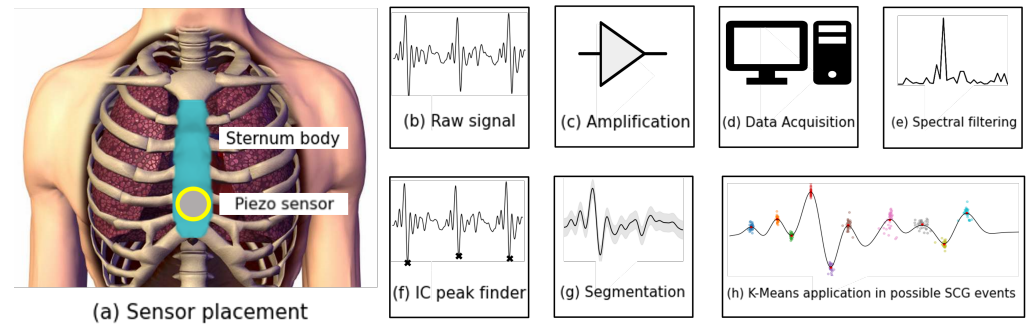 Sternum body
Piezo sensor
(a) Sensor placement
(b) Raw signal
(c) Amplification
(d) Data Acquisition
(e) Spectral filtering
(f) IC peak finder
(g) Segmentation
(h) K-Means application in possible SCG events